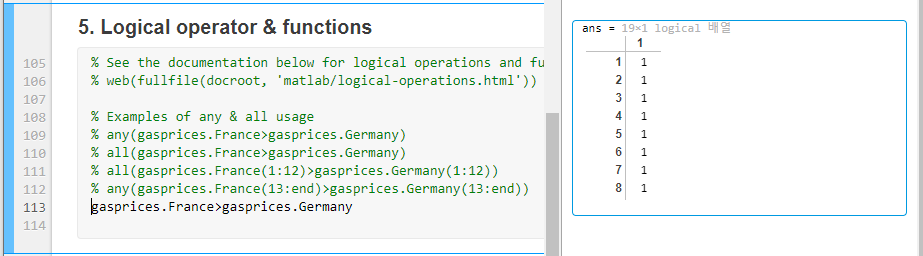 5. Logical operator & functions
105 % See the documentation below for logical operations and fu
106 % web(fullfile(docroot, 'matlab/logical-operations.html'))
107
108 % Examples of any & all usage
109 % any(gasprices.France>gasprices.Germany)
110 % all(gasprices.France>gasprices.Germany)
111 % all(gasprices.France(1:12)>gasprices.Germany(1:12))
112 % any(gasprices.France(13:end)>gasprices.Germany(13:end))
113 gasprices.France>gasprices.Germany
114
ans = 19×1 logical 배열
1
1 1
2 1
3 1
4 1
5 1
6 1
7 1
8 1